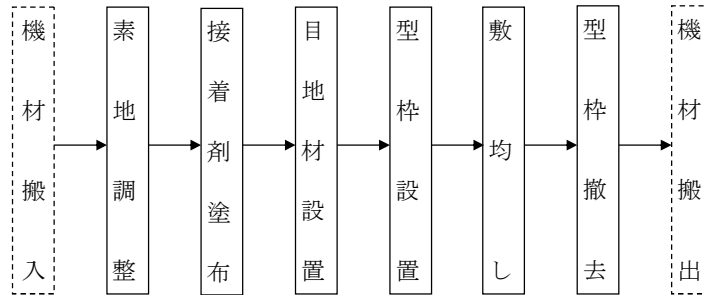 機材搬入
素地調整
接着剤塗布
目地材設置
型枠設置
敷均し
型枠撤去
機材搬出